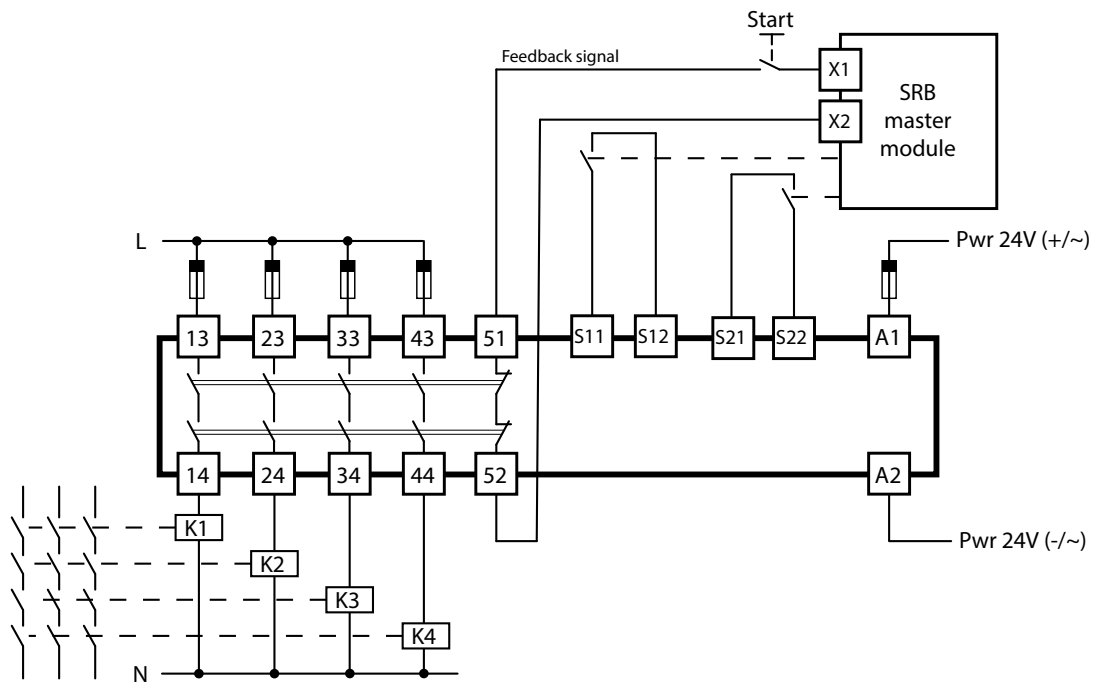 Start
Feedback signal
X1
X2
SRB
master
module
L
Pwr 24V (+/~)
13
23
33
43
51
S11
S12
S21
S22
A1
14
24
34
44
52
A2
K1
K2
K3
K4
Pwr 24V (-/~)
N